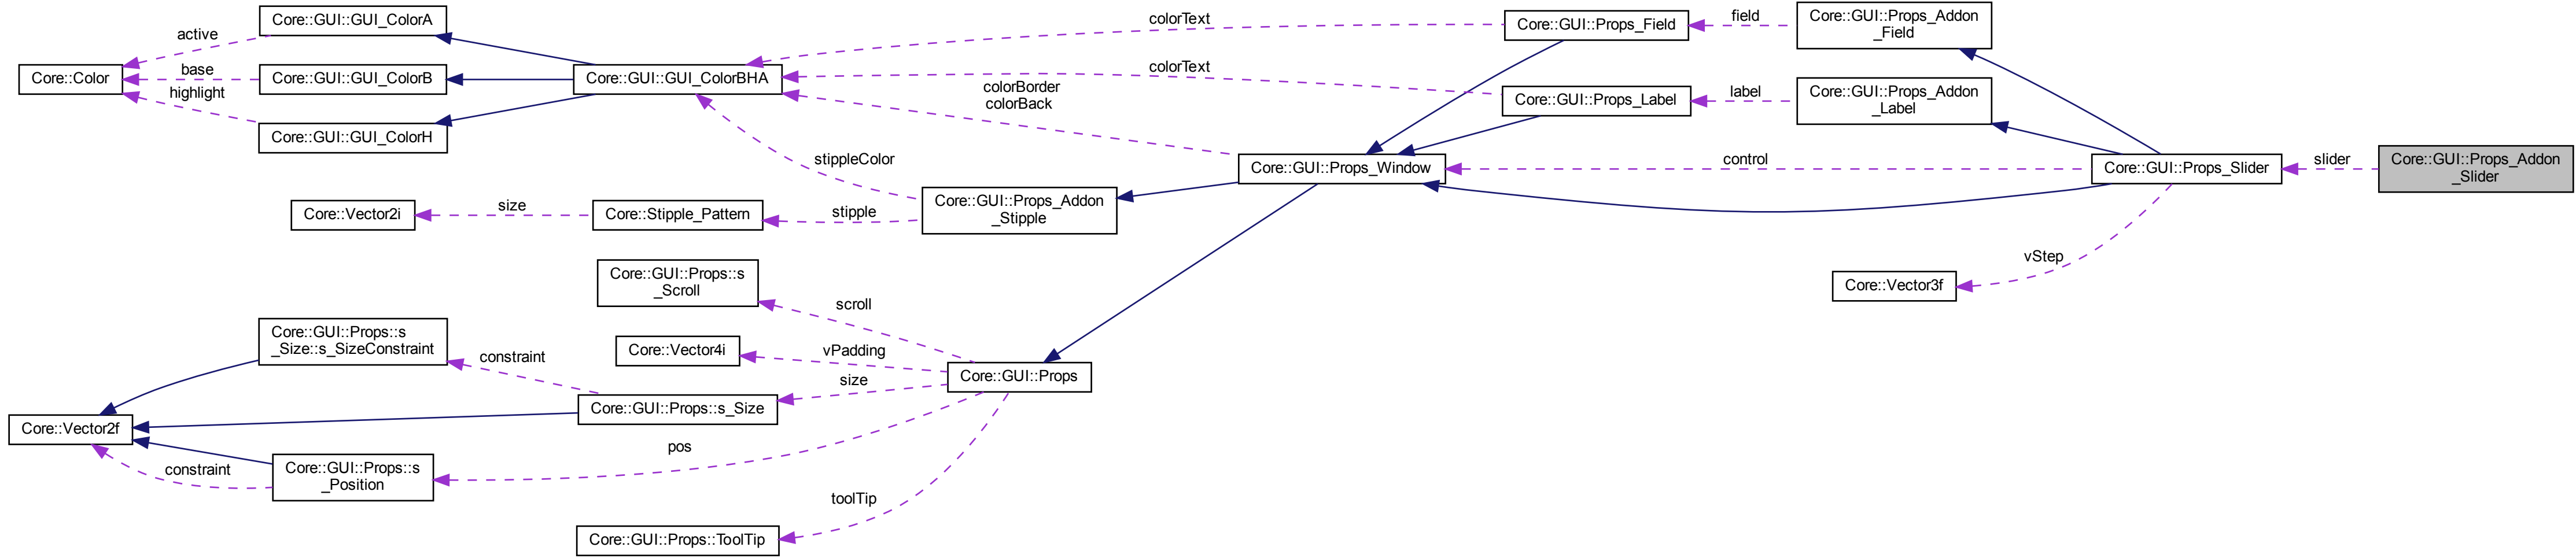 Core::GUI::GUI_ColorA
active
Core::Color
base
Core::GUI::GUI_ColorB
highlight
Core::GUI::GUI_ColorH
Core::GUI::GUI_ColorBHA
colorText
Core::GUI::Props_Field
field
Core::GUI::Props_Addon
_Field
colorText
colorBorder
colorBack
Core::GUI::Props_Label
label
Core::GUI::Props_Addon
_Label
stippleColor
Core::GUI::Props_Window
control
Core::GUI::Props_Slider
slider
Core::GUI::Props_Addon
_Slider
Core::Vector2i
size
Core::Stipple_Pattern
stipple
Core::GUI::Props_Addon
_Stipple
vStep
Core::Vector3f
Core::GUI::Props::s
_Scroll
scroll
Core::Vector4i
vPadding
Core::GUI::Props::s
_Size::s_SizeConstraint
constraint
size
Core::GUI::Props
Core::GUI::Props::s_Size
Core::Vector2f
constraint
Core::GUI::Props::s
_Position
pos
toolTip
Core::GUI::Props::ToolTip